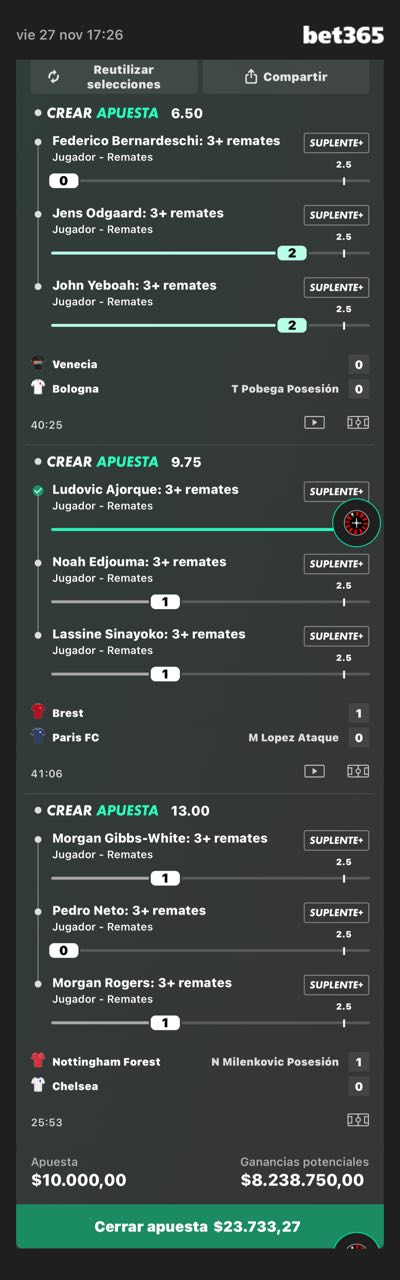 vie 27 nov 17:26
bet365
Reutilizar
selecciones
Compartir
CREAR APUESTA 6.50
Federico Bernardeschi: 3+ remates
SUPLENTE+
Jugador - Remates
2.5
0
Jens Odgaard: 3+ remates
SUPLENTE+
Jugador - Remates
2.5
2
John Yeboah: 3+ remates
SUPLENTE+
Jugador - Remates
2.5
2
Venecia 0
Bologna T Pobega Posesión 0
40:25
CREAR APUESTA 9.75
Ludovic Ajorque: 3+ remates
SUPLENTE+
Jugador - Remates
Noah Edjouma: 3+ remates
SUPLENTE+
Jugador - Remates
2.5
1
Lassine Sinayoko: 3+ remates
SUPLENTE+
Jugador - Remates
2.5
1
Brest 1
Paris FC M Lopez Ataque 0
41:06
CREAR APUESTA 13.00
Morgan Gibbs-White: 3+ remates
SUPLENTE+
Jugador - Remates
2.5
1
Pedro Neto: 3+ remates
SUPLENTE+
Jugador - Remates
2.5
0
Morgan Rogers: 3+ remates
SUPLENTE+
Jugador - Remates
2.5
1
Nottingham Forest N Milenkovic Posesión 1
Chelsea 0
25:53
Apuesta Ganancias potenciales
$10.000,00 $8.238.750,00
Cerrar apuesta $23.733,27